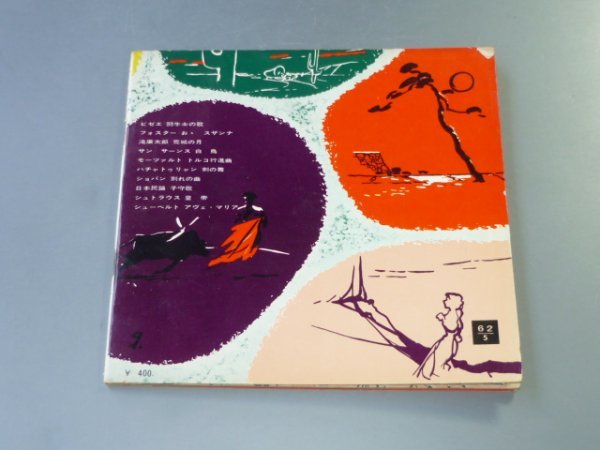 ビゼエ 闘牛士の歌
フォスター お・ スザンナ
滝廉太郎 荒城の月
サン サーンス 白 鳥
モーツァルト トルコ行進曲
ハチャトゥリャン 剣の舞
ショパン 別れの曲
日本民謡 子守歌
シュトラウス 皇 帝
シューベルト アヴェ・マリア
62
5
¥ 400.